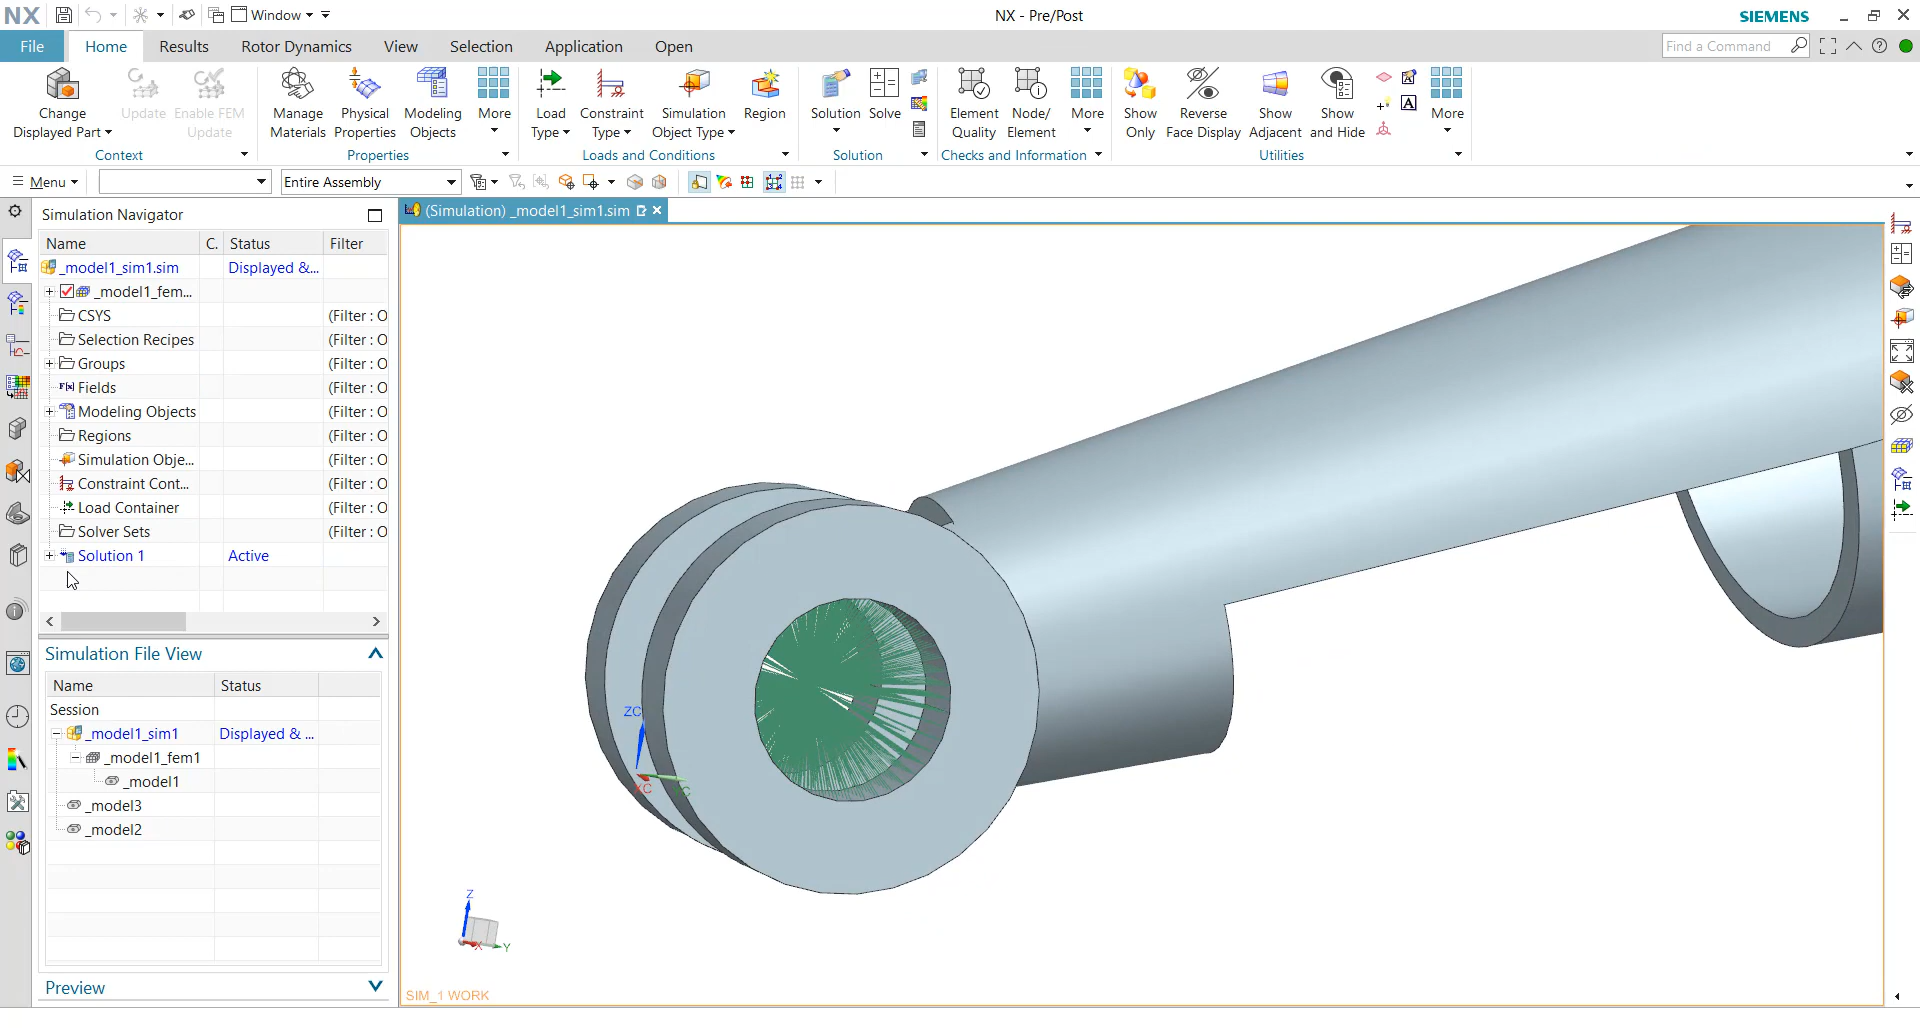 NX Window NX - Pre/Post SIEMENS
File Home Results Rotor Dynamics View Selection Application Open Find a Command
Change
Displayed Part
Update
Enable FEM
Update
Context
Manage
Materials
Physical
Properties
Modeling
Objects
More
Properties
Load
Type
Constraint
Type
Simulation
Object Type
Region
Loads and Conditions
Solution
Solve
Solution
Element
Quality
Node/
Element
More
Checks and Information
Show
Only
Reverse
Face Display
Show
Adjacent
Show
and Hide
A
More
Utilities
Menu Entire Assembly
Simulation Navigator
(Simulation) _model1_sim1.sim
Name C. Status Filter
_model1_sim1.sim Displayed &...
_model1_fem...
CSYS (Filter : O
Selection Recipes (Filter : O
Groups (Filter : O
Fields (Filter : O
Modeling Objects (Filter : O
Regions (Filter : O
Simulation Obje... (Filter : O
Constraint Cont... (Filter : O
Load Container (Filter : O
Solver Sets (Filter : O
Solution 1 Active
Simulation File View
Name Status
Session
_model1_sim1 Displayed & ...
_model1_fem1
_model1
_model3
_model2
Preview
ZC
XC
Z
X
Y
SIM_1 WORK